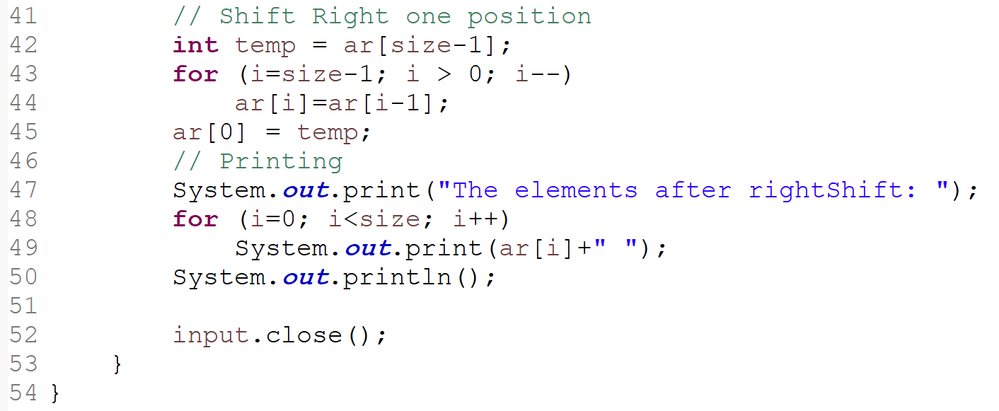 41 // Shift Right one position
42 int temp = ar[size-1];
43 for (i=size-1; i > 0; i--)
44 ar[i]=ar[i-1];
45 ar[0] = temp;
46 // Printing
47 System.out.print("The elements after rightShift: ");
48 for (i=0; i<size; i++)
49 System.out.print(ar[i]+" ");
50 System.out.println();
51
52 input.close();
53 }
54 }